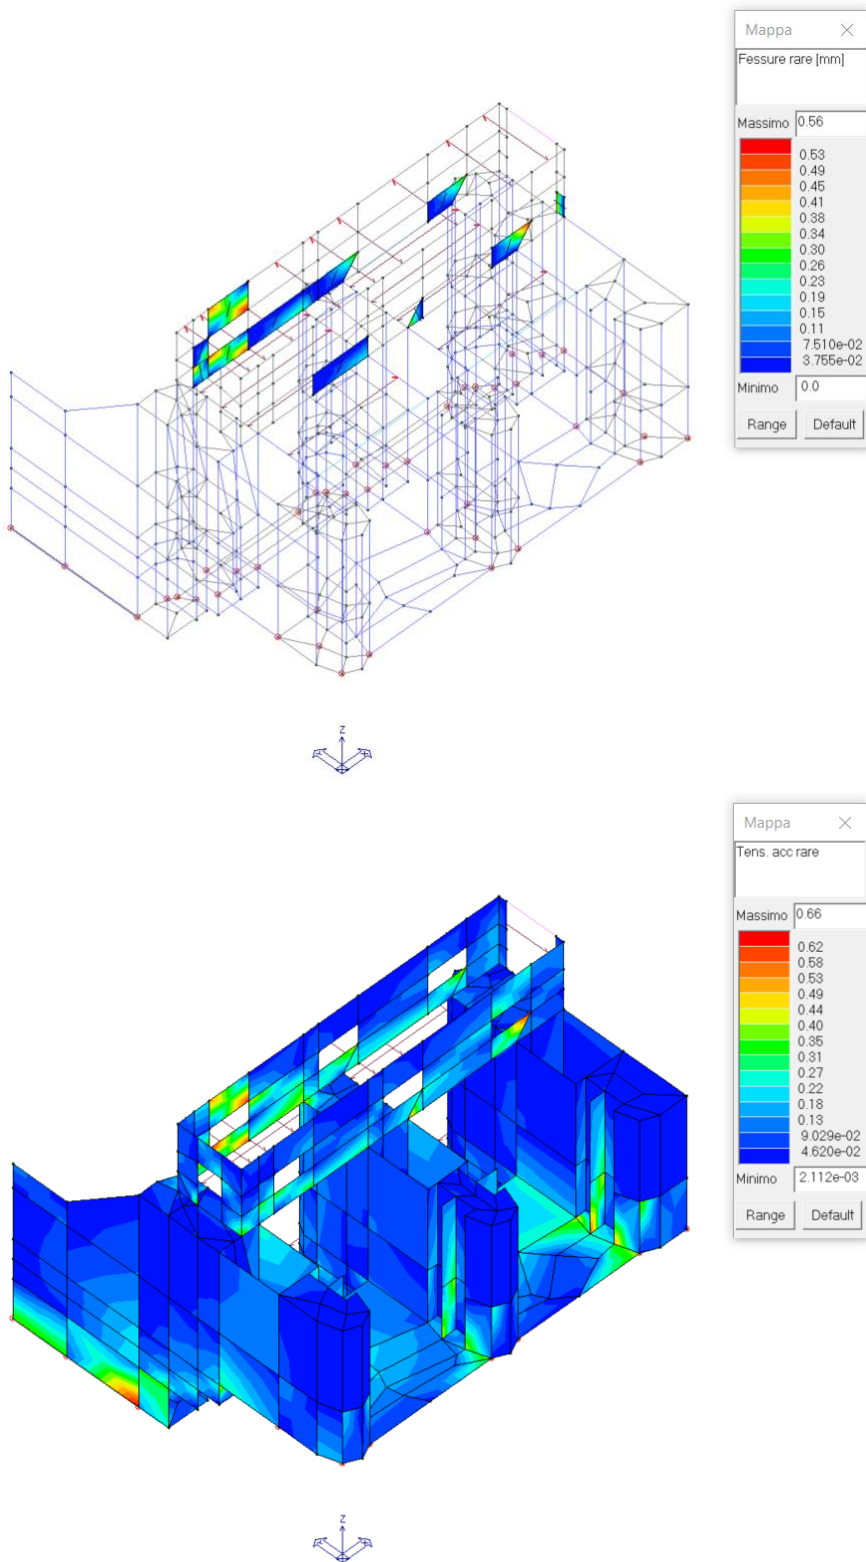 Mappa
Fessure rare [mm]
Massimo 0.56
0.53
0.49
0.45
0.41
0.38
0.34
0.30
0.26
0.23
0.19
0.15
0.11
7.510e-02
3.755e-02
Minimo 0.0
Range Default
Z
Mappa
Tens. acc rare
Massimo 0.66
0.62
0.58
0.53
0.49
0.44
0.40
0.35
0.31
0.27
0.22
0.18
0.13
9.029e-02
4.620e-02
Minimo 2.112e-03
Range Default
Z